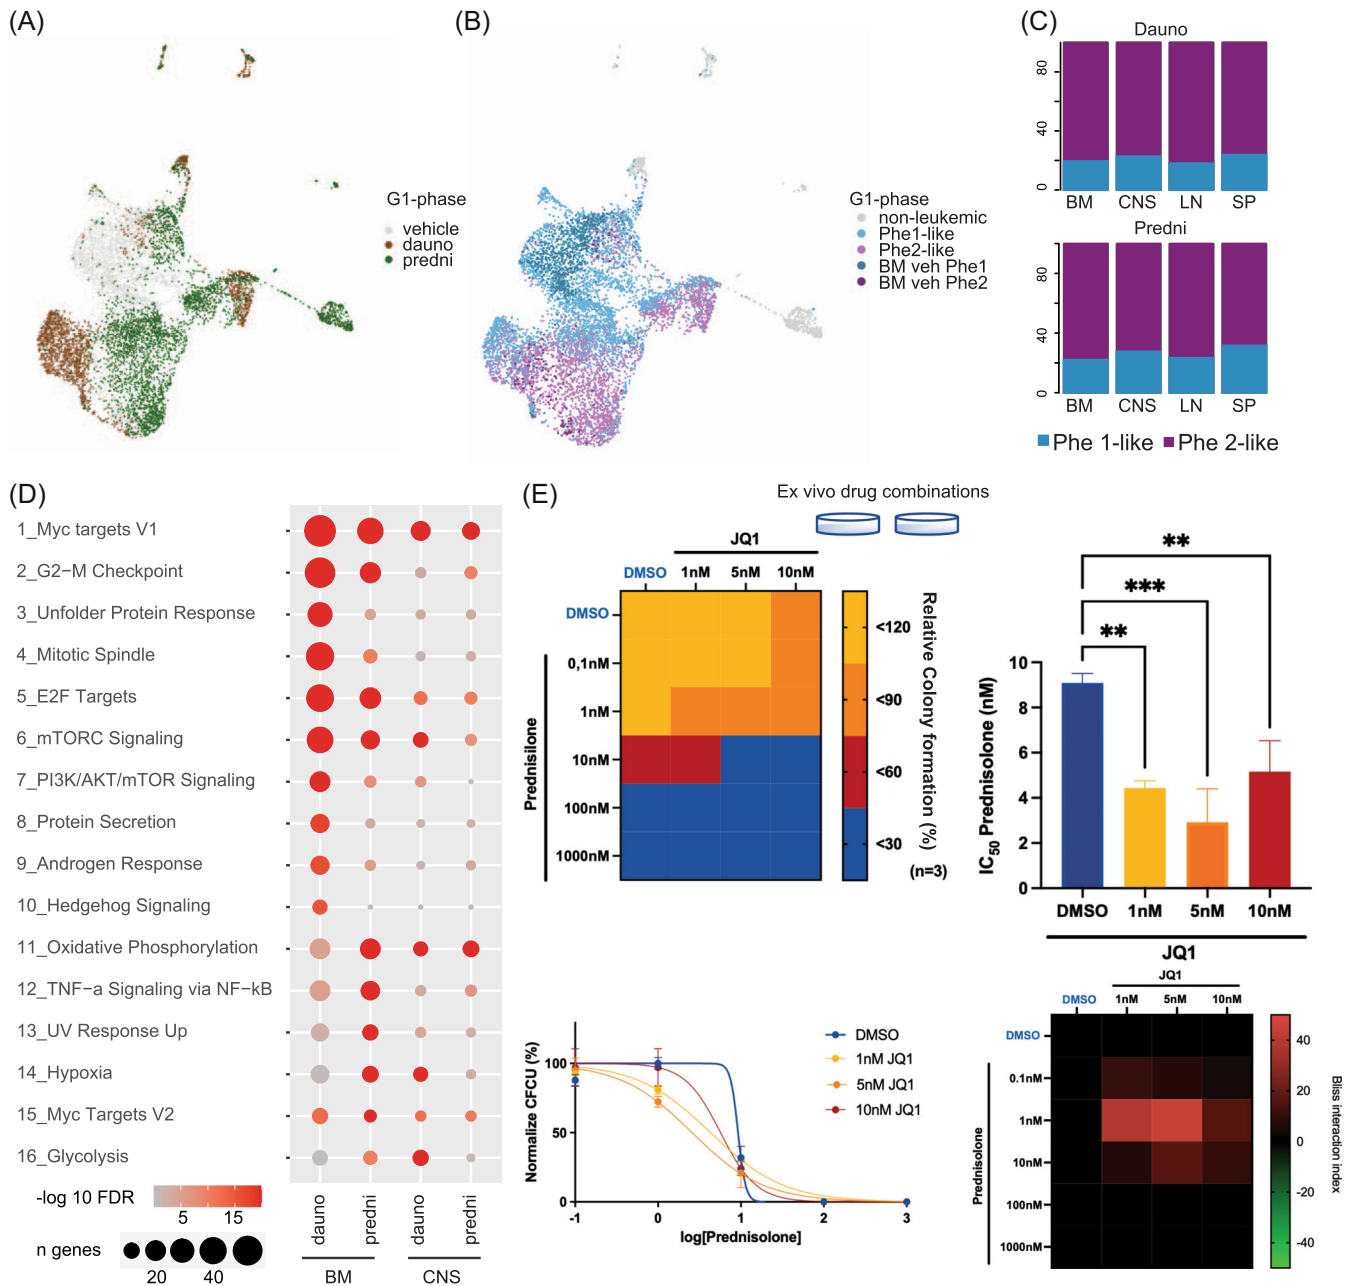 (A)
G1-phase
vehicle
dauno
predni
(B)
G1-phase
non-leukemic
Phe1-like
Phe2-like
BM veh Phe1
BM veh Phe2
(C)
Dauno
80
40
0
BM CNS LN SP
Predni
80
40
0
BM CNS LN SP
Phe 1-like Phe 2-like
(D)
1_Myc targets V1
2_G2−M Checkpoint
3_Unfolder Protein Response
4_Mitotic Spindle
5_E2F Targets
6_mTORC Signaling
7_PI3K/AKT/mTOR Signaling
8_Protein Secretion
9_Androgen Response
10_Hedgehog Signaling
11_Oxidative Phosphorylation
12_TNF−a Signaling via NF−kB
13_UV Response Up
14_Hypoxia
15_Myc Targets V2
16_Glycolysis
-log 10 FDR
5 15
n genes
20 40
dauno predni dauno predni
BM CNS
(E)
Ex vivo drug combinations
JQ1
DMSO 1nM 5nM 10nM
DMSO
0,1nM
1nM
10nM
100nM
1000nM
Prednisilone
<120
<90
<60
<30
Relative Colony formation (%)
(n=3)
** 
***
**
IC50 Prednisolone (nM)
10
8
6
4
2
0
DMSO 1nM 5nM 10nM
JQ1
Normalize CFCU (%)
100
50
0
-1 0 1 2 3
log[Prednisolone]
DMSO
1nM JQ1
5nM JQ1
10nM JQ1
JQ1
DMSO 1nM 5nM 10nM
DMSO
0.1nM
1nM
10nM
100nM
1000nM
Prednisolone
40
20
0
-20
-40
Bliss interaction index